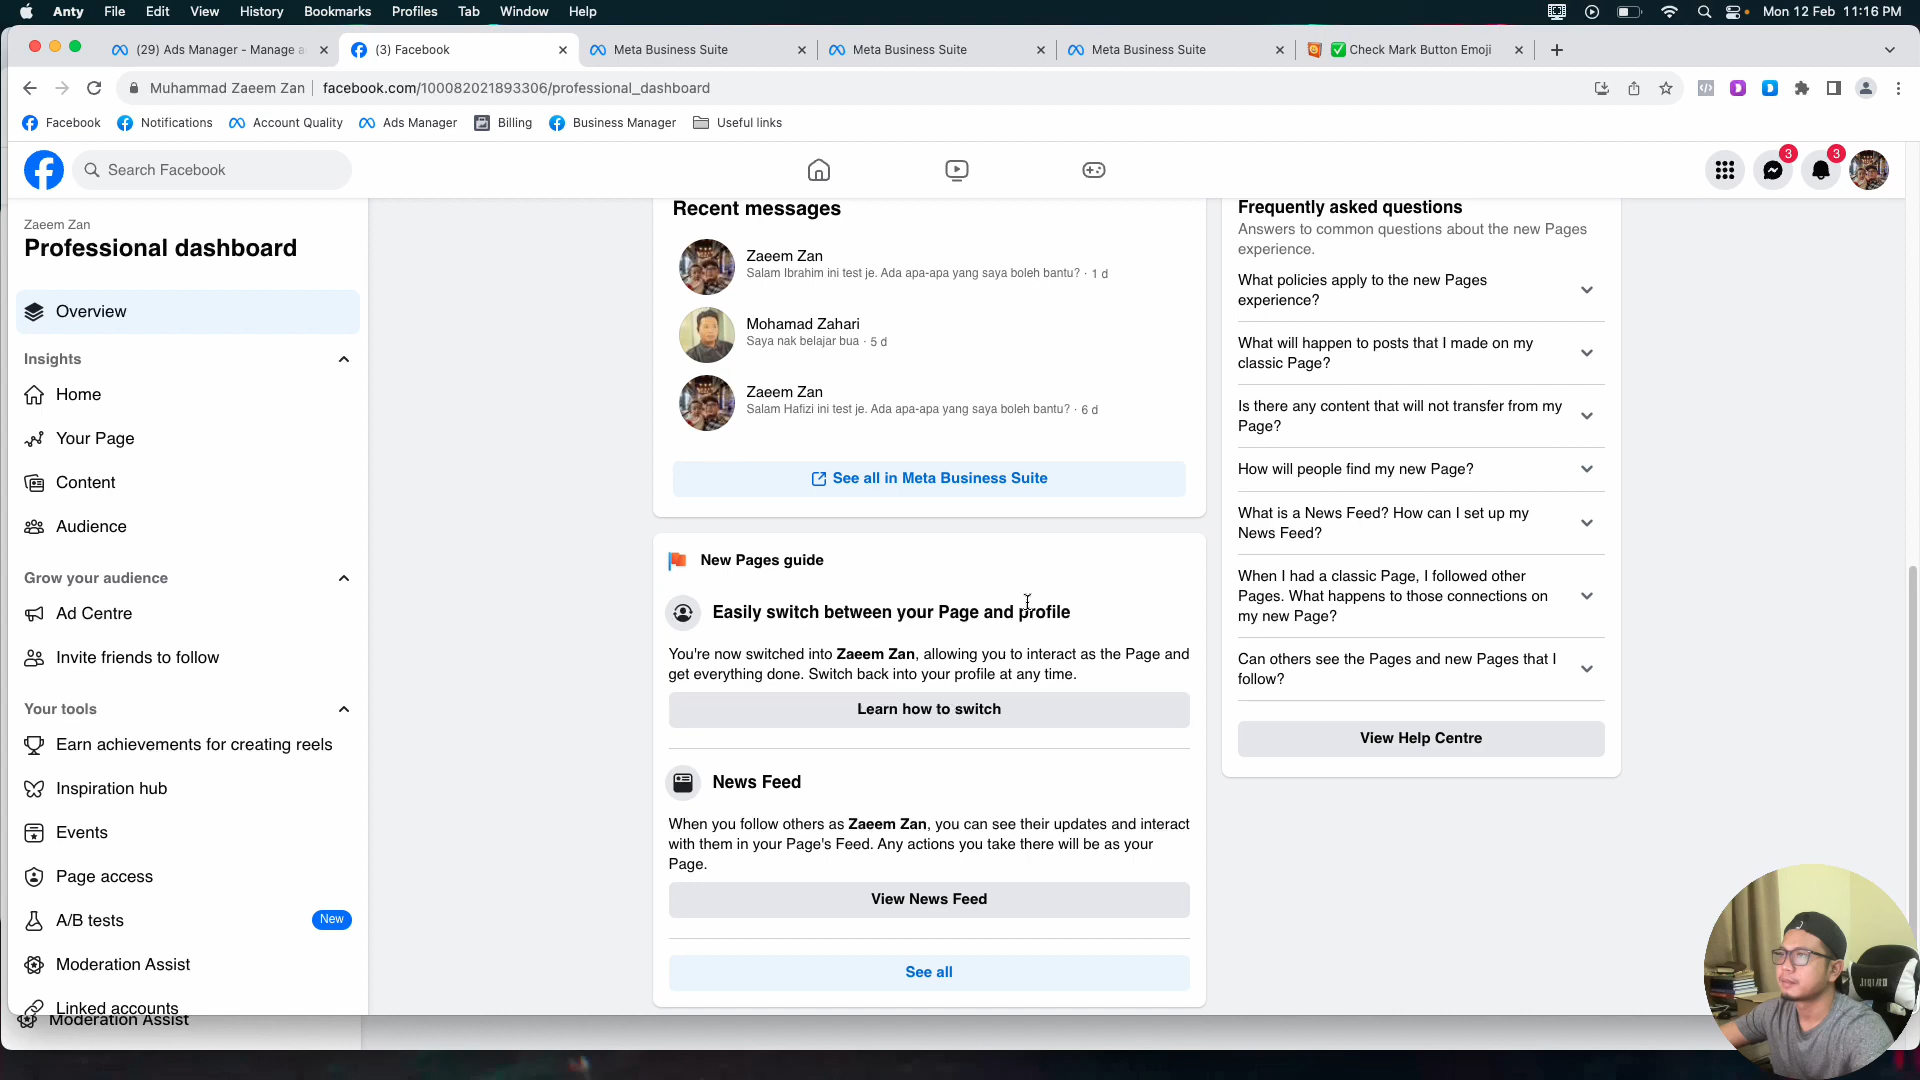 Anty File Edit View History Bookmarks Profiles Tab Window Help Mon 12 Feb 11:16 PM
(29) Ads Manager - Manage a (3) Facebook Meta Business Suite Meta Business Suite Meta Business Suite ✅ Check Mark Button Emoji
Muhammad Zaeem Zan facebook.com/100082021893306/professional_dashboard
Facebook Notifications Account Quality Ads Manager Billing Business Manager Useful links
Search Facebook
3
3
Zaeem Zan
Professional dashboard
Overview
Insights
Home
Your Page
Content
Audience
Grow your audience
Ad Centre
Invite friends to follow
Your tools
Earn achievements for creating reels
Inspiration hub
Events
Page access
A/B tests New
Moderation Assist
Linked accounts
Moderation Assist
Recent messages
Zaeem Zan
Salam Ibrahim ini test je. Ada apa-apa yang saya boleh bantu? · 1 d
Mohamad Zahari
Saya nak belajar bua · 5 d
Zaeem Zan
Salam Hafizi ini test je. Ada apa-apa yang saya boleh bantu? · 6 d
See all in Meta Business Suite
New Pages guide
Easily switch between your Page and profile
You're now switched into Zaeem Zan, allowing you to interact as the Page and
get everything done. Switch back into your profile at any time.
Learn how to switch
News Feed
When you follow others as Zaeem Zan, you can see their updates and interact
with them in your Page's Feed. Any actions you take there will be as your
Page.
View News Feed
See all
Frequently asked questions
Answers to common questions about the new Pages
experience.
What policies apply to the new Pages
experience?
What will happen to posts that I made on my
classic Page?
Is there any content that will not transfer from my
Page?
How will people find my new Page?
What is a News Feed? How can I set up my
News Feed?
When I had a classic Page, I followed other
Pages. What happens to those connections on
my new Page?
Can others see the Pages and new Pages that I
follow?
View Help Centre